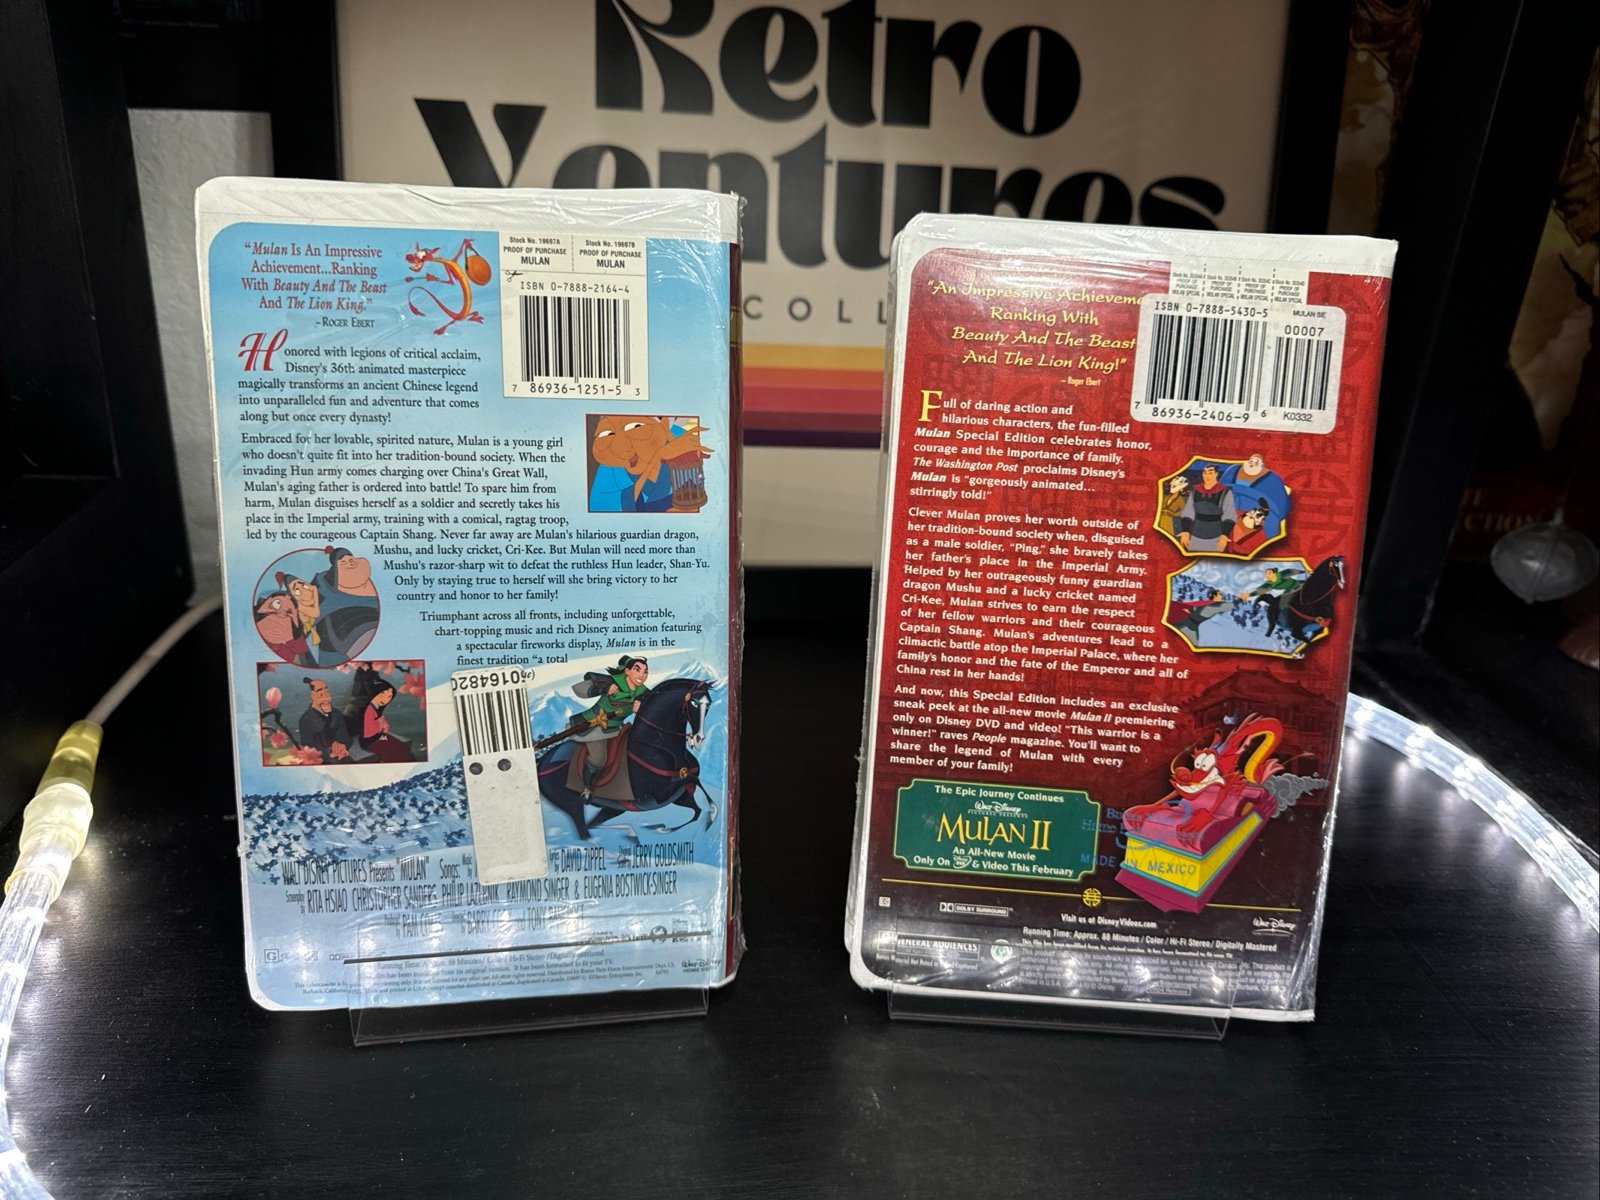 Retro
Ventures
COLL
"Mulan Is An Impressive
Achievement...Ranking
With Beauty And The Beast
And The Lion King."
-ROGER EBERT
Stock No. 19697A
PROOF OF PURCHASE
MULAN
Stock No. 19697B
PROOF OF PURCHASE
MULAN
ISBN 0-7888-2164-4
7 86936-1251-5 3
Honored with legions of critical acclaim,
Disney's 36th animated masterpiece
magically transforms an ancient Chinese legend
into unparalleled fun and adventure that comes
along but once every dynasty!
Embraced for her lovable, spirited nature, Mulan is a young girl
who doesn't quite fit into her tradition-bound society. When the
invading Hun army comes charging over China's Great Wall,
Mulan's aging father is ordered into battle! To spare him from
harm, Mulan disguises herself as a soldier and secretly takes his
place in the Imperial army, training with a comical, ragtag troop,
led by the courageous Captain Shang. Never far away are Mulan's hilarious guardian dragon,
Mushu, and lucky cricket, Cri-Kee. But Mulan will need more than
Mushu's razor-sharp wit to defeat the ruthless Hun leader, Shan-Yu.
Only by staying true to herself will she bring victory to her
country and honor to her family!
Triumphant across all fronts, including unforgettable,
chart-topping music and rich Disney animation featuring
a spectacular fireworks display, Mulan is in the
finest tradition "a total
WALT DISNEY PICTURES Presents "MULAN" Songs: DAVID ZIPPEL JERRY GOLDSMITH
RITA HSIAO CHRISTOPHER SANDERS PHILIP LAZEBNIK RAYMOND SINGER & EUGENIA BOSTWICK-SINGER
PAM COATS BARRY COOK and TONY BANCROFT
Running Time: Approx. 88 Minutes / Color / Hi-Fi Stereo / Digitally Mastered
"An Impressive Achieveme
Ranking With
Beauty And The Beast
And The Lion King!"
- Roger Ebert
ISBN 0-7888-5430-5
MULAN SE
00007
7 86936-2406-9 6 K0332
Full of daring action and
hilarious characters, the fun-filled
Mulan Special Edition celebrates honor,
courage and the importance of family.
The Washington Post proclaims Disney's
Mulan is "gorgeously animated...
stirringly told!"
Clever Mulan proves her worth outside of
her tradition-bound society when, disguised
as a male soldier, "Ping," she bravely takes
her father's place in the Imperial Army.
Helped by her outrageously funny guardian
dragon Mushu and a lucky cricket named
Cri-Kee, Mulan strives to earn the respect
of her fellow warriors and their courageous
Captain Shang. Mulan's adventures lead to a
climactic battle atop the Imperial Palace, where her
family's honor and the fate of the Emperor and all of
China rest in her hands!
And now, this Special Edition includes an exclusive
sneak peek at the all-new movie Mulan II premiering
only on Disney DVD and video! "This warrior is a
winner!" raves People magazine. You'll want to
share the legend of Mulan with every
member of your family!
The Epic Journey Continues
Walt Disney
PICTURES PRESENTS
MULAN II
An All-New Movie
Only On DVD & Video This February
MADE IN MEXICO
DOLBY SURROUND
Visit us at DisneyVideos.com
Walt Disney
Running Time: Approx. 88 Minutes / Color / Hi-Fi Stereo / Digitally Mastered
GENERAL AUDIENCES